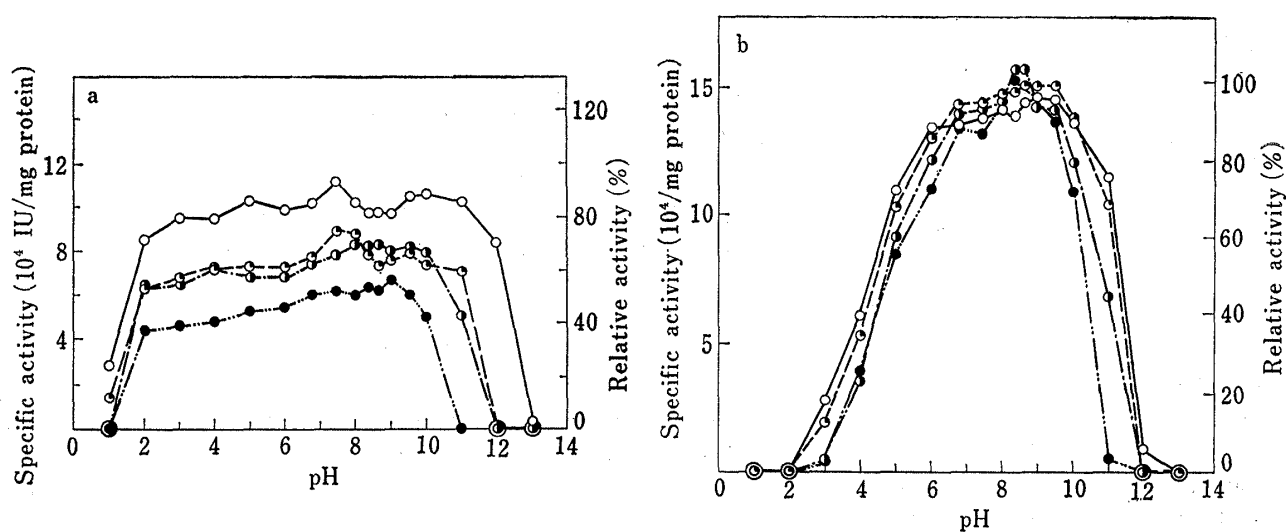 a
Specific activity (10⁴ IU/mg protein)
12
8
4
Relative activity (%)
120
80
40
0
0 2 4 6 8 10 12 14
pH
b
Specific activity (10⁴/mg protein)
15
10
5
Relative activity (%)
100
80
60
40
20
0
0 2 4 6 8 10 12 14
pH